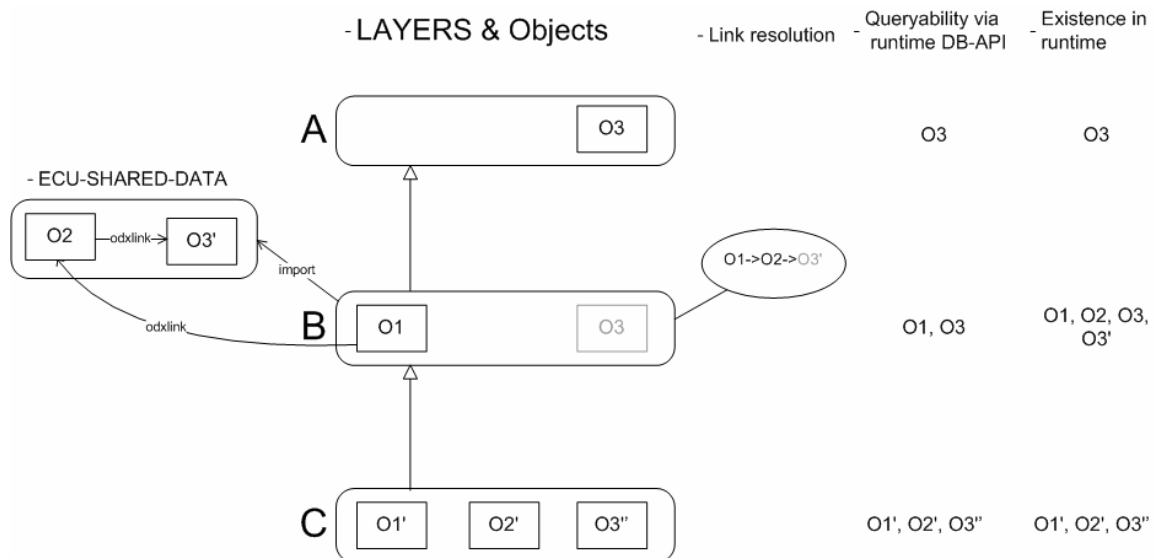 - LAYERS & Objects
- Link resolution
- Queryability via
runtime DB-API
- Existence in
runtime
A
O3
O3
O3
- ECU-SHARED-DATA
O2
odxlink
O3'
import
odxlink
O1->O2->O3'
B
O1
O3
O1, O3
O1, O2, O3,
O3'
C
O1'
O2'
O3''
O1', O2', O3''
O1', O2', O3''